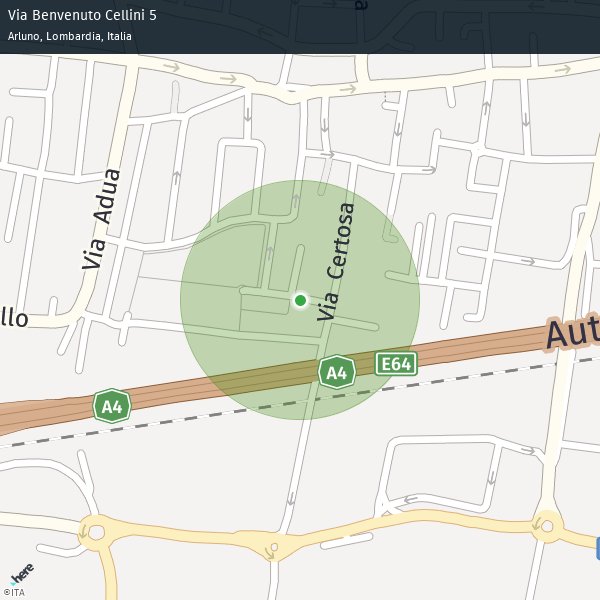 Via Benvenuto Cellini 5
Arluno, Lombardia, Italia
a
Via Adua
Via Certosa
llo
Aut
A4
E64
A4
here
©ITA